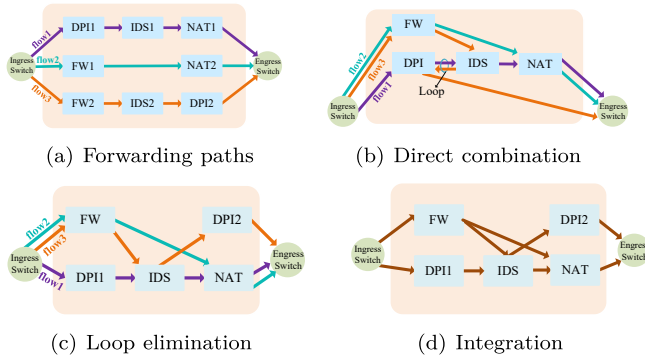 DPI1 IDS1 NAT1
flow1
Ingress Switch
flow2
FW1 NAT2
Engress Switch
flow3
FW2 IDS2 DPI2
(a) Forwarding paths
FW
flow2
flow3
flow1
DPI IDS NAT
Loop
Ingress Switch
Engress Switch
(b) Direct combination
flow2
FW DPI2
flow3
Ingress Switch
Engress Switch
flow1
DPI1 IDS NAT
(c) Loop elimination
FW DPI2
Ingress Switch
Engress Switch
DPI1 IDS NAT
(d) Integration